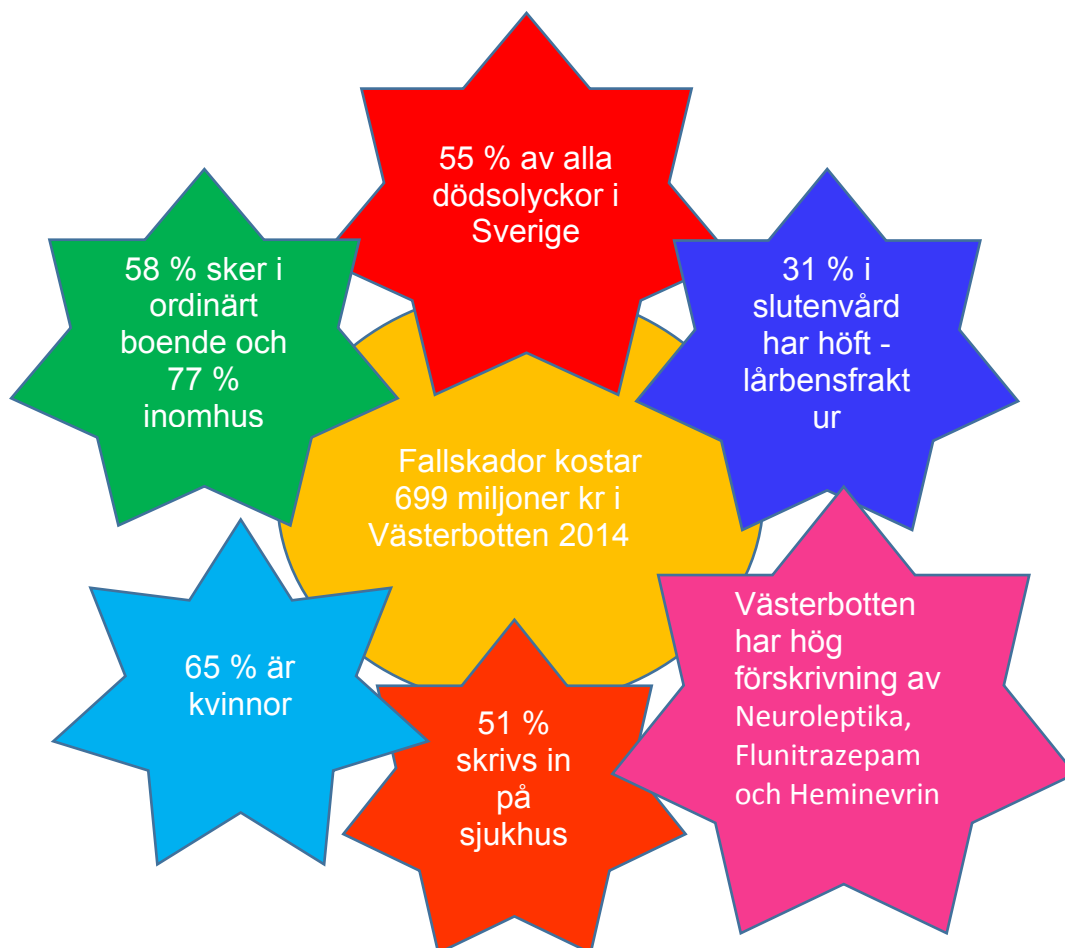 55 % av alla
dödsolyckor i
Sverige
58 % sker i
ordinärt
boende och
77 %
inomhus
31 % i
slutenvård
har höft -
lårbensfrakt
ur
Fallskador kostar
699 miljoner kr i
Västerbotten 2014
65 % är
kvinnor
51 %
skrivs in
på
sjukhus
Västerbotten
har hög
förskrivning av
Neuroleptika,
Flunitrazepam
och Heminevrin